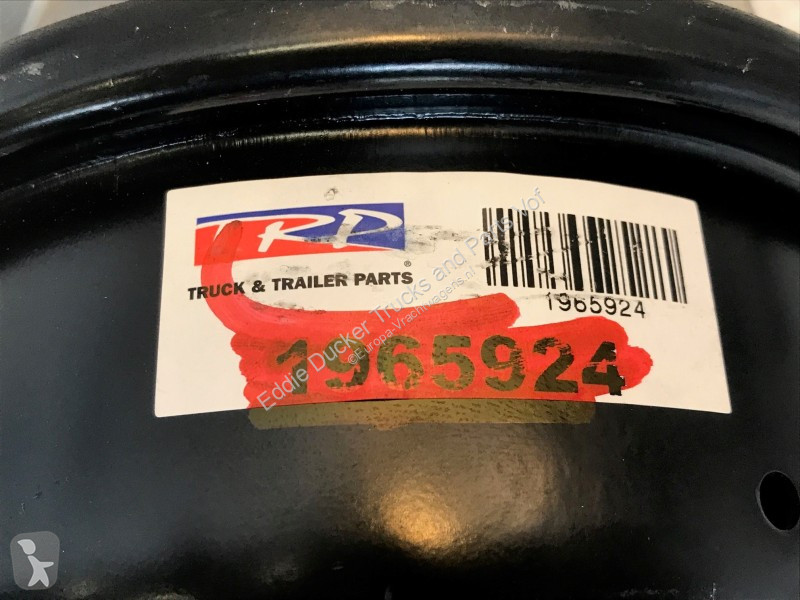 TRP
®
TRUCK & TRAILER PARTS
1965924
1965924
Eddie Ducker Trucks and Parts Vof
©Europa-Vrachtwagens.nl